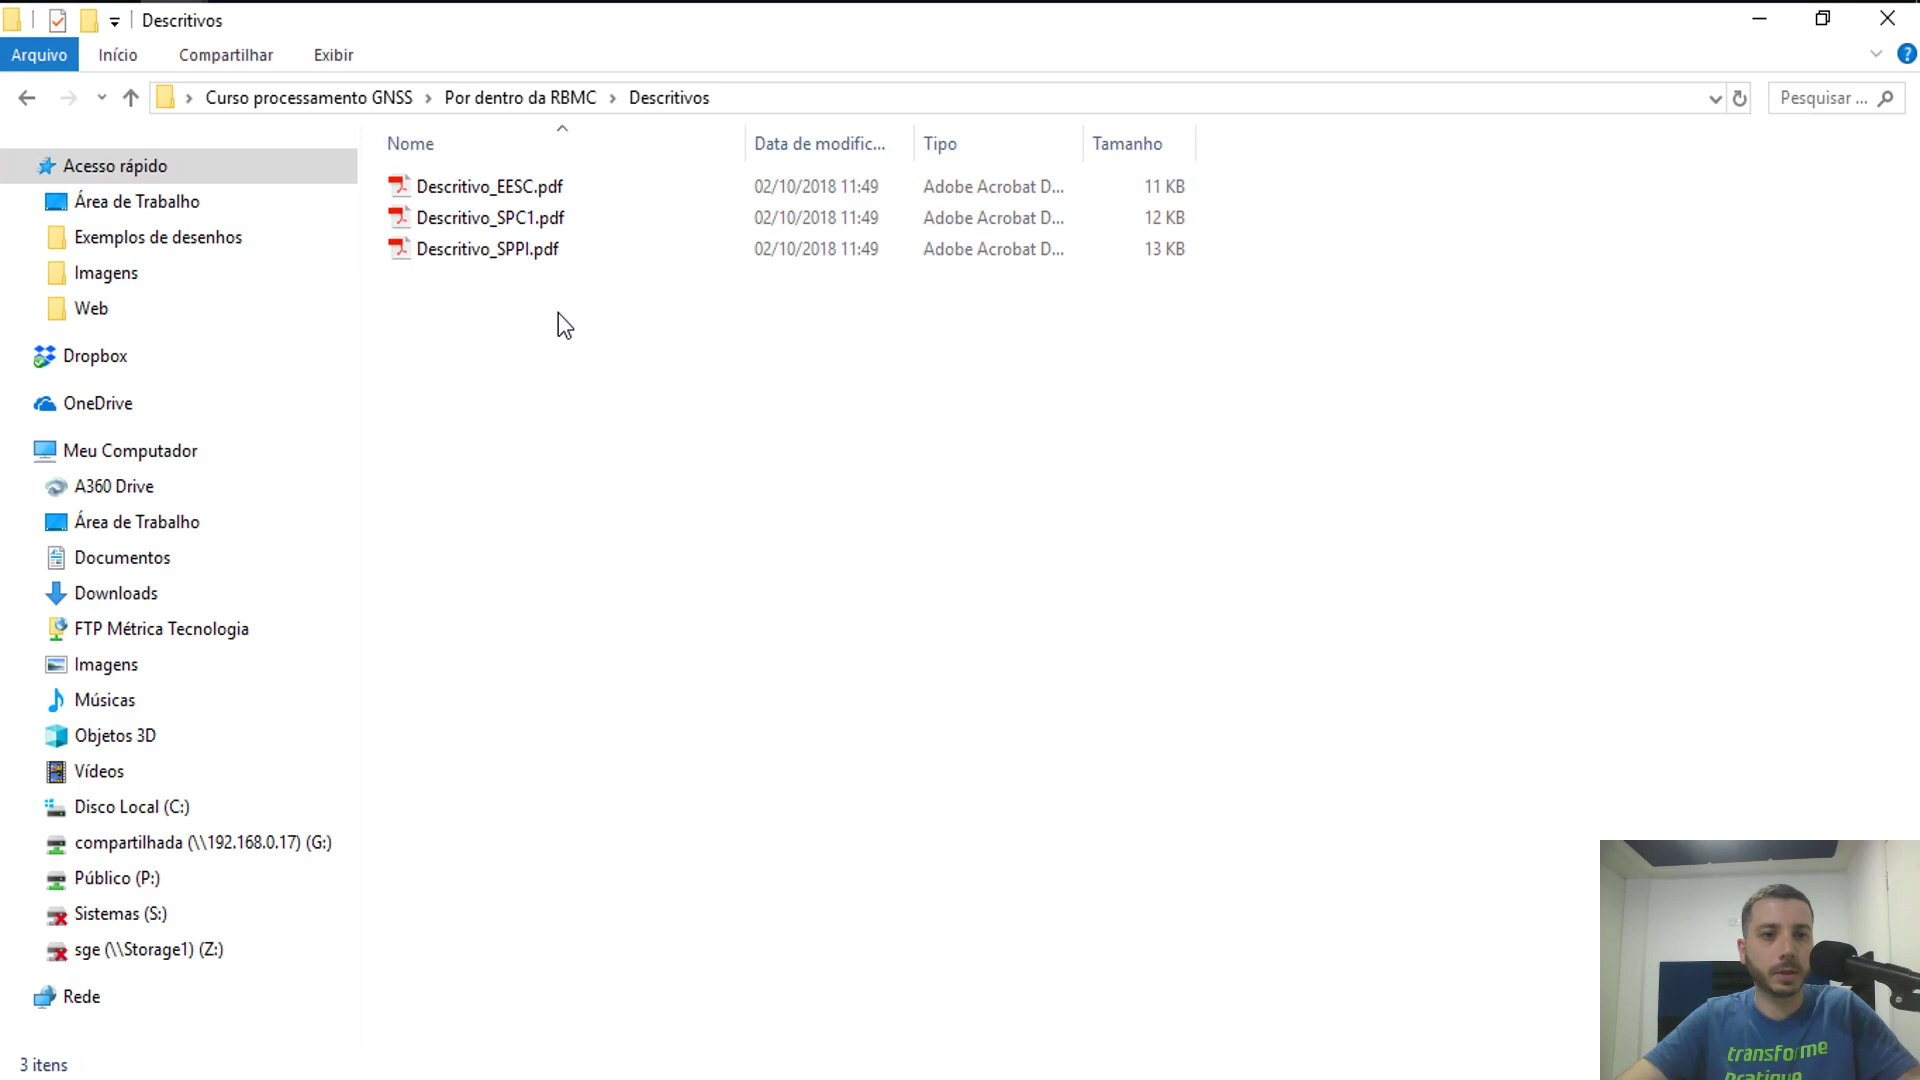 Descritivos
Arquivo Início Compartilhar Exibir
Curso processamento GNSS Por dentro da RBMC Descritivos Pesquisar ...
Nome Data de modific... Tipo Tamanho
Descritivo_EESC.pdf 02/10/2018 11:49 Adobe Acrobat D... 11 KB
Descritivo_SPC1.pdf 02/10/2018 11:49 Adobe Acrobat D... 12 KB
Descritivo_SPPI.pdf 02/10/2018 11:49 Adobe Acrobat D... 13 KB
Acesso rápido
Área de Trabalho
Exemplos de desenhos
Imagens
Web
Dropbox
OneDrive
Meu Computador
A360 Drive
Área de Trabalho
Documentos
Downloads
FTP Métrica Tecnologia
Imagens
Músicas
Objetos 3D
Vídeos
Disco Local (C:)
compartilhada (\\192.168.0.17) (G:)
Público (P:)
Sistemas (S:)
sge (\\Storage1) (Z:)
Rede
3 itens
transforme
pratique